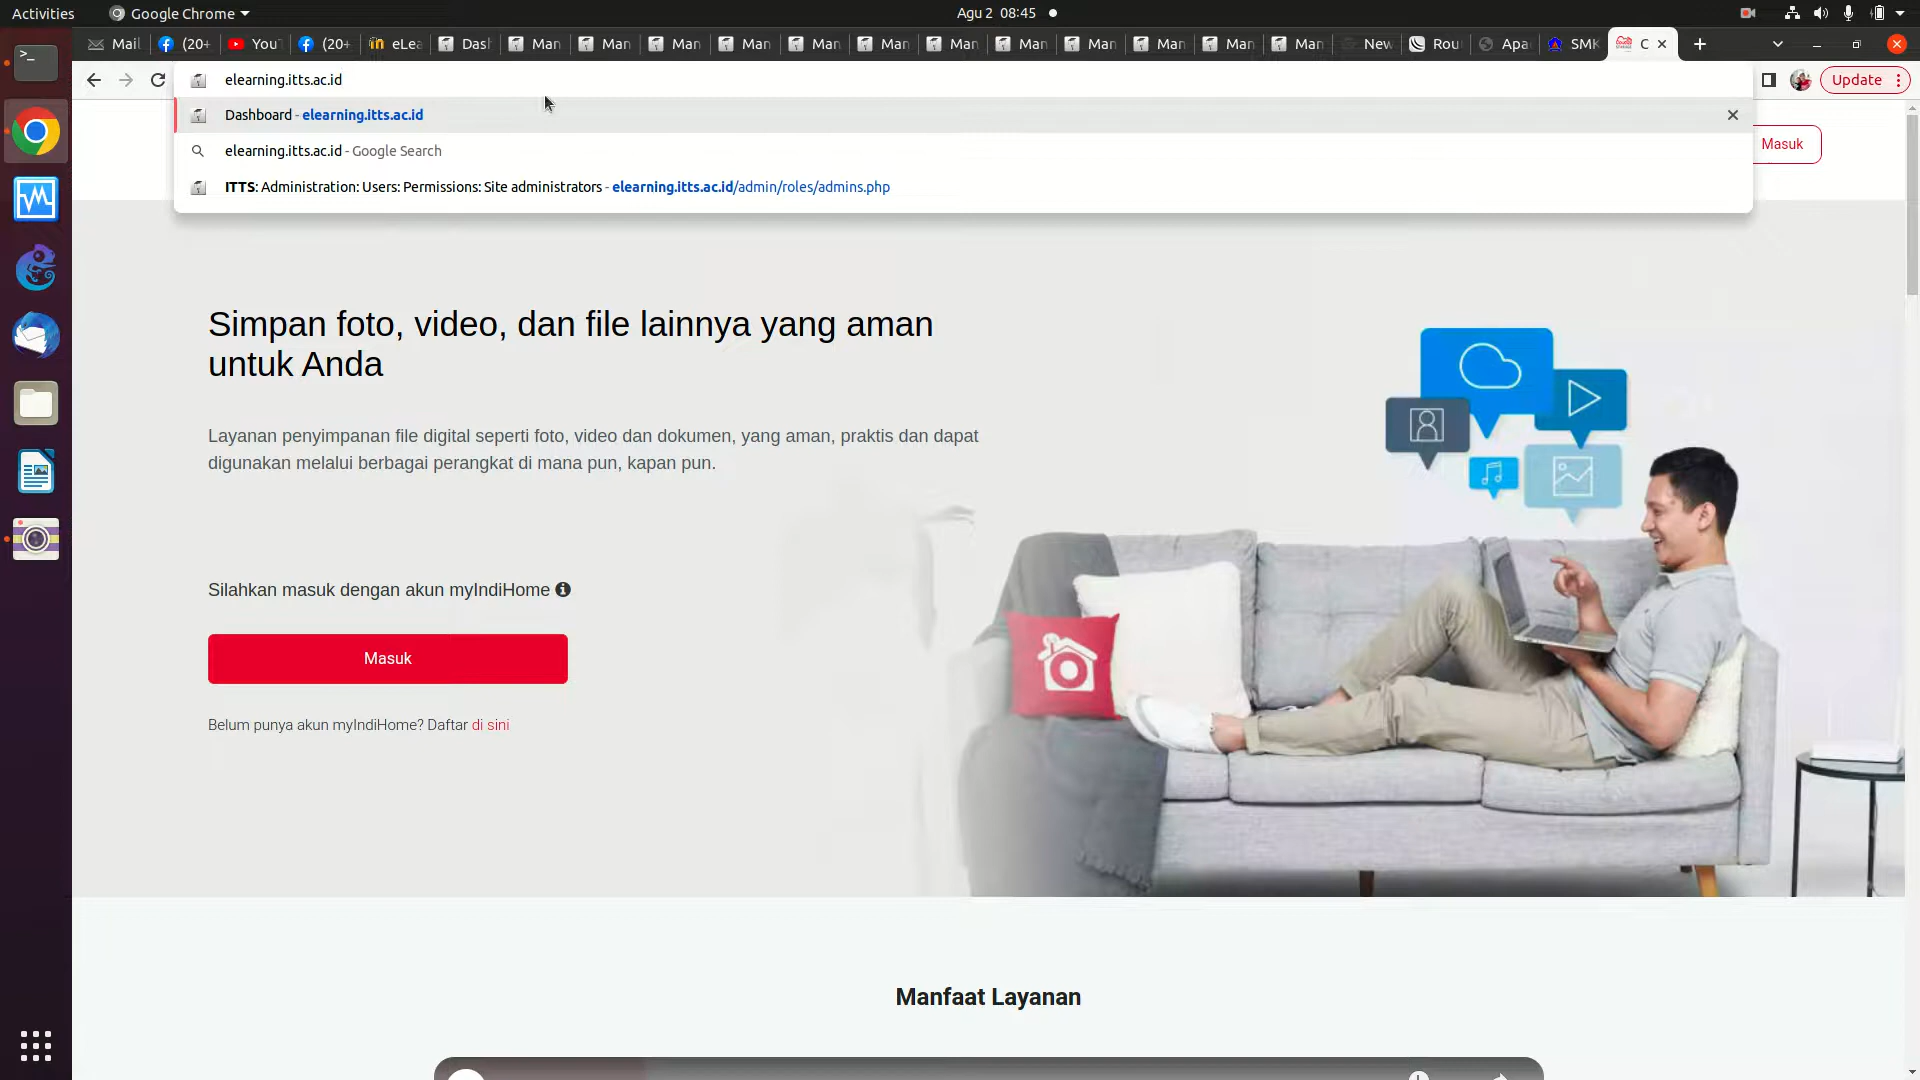 Activities
Google Chrome
Agu 2 08:45
Mail
(20+
You
(20+
eLea
Dash
Man
Man
Man
Man
Man
Man
Man
Man
Man
Man
Man
Man
New
Rou
Apa
SMK
C
elearning.itts.ac.id
Update
Dashboard - elearning.itts.ac.id
elearning.itts.ac.id - Google Search
ITTS: Administration: Users: Permissions: Site administrators - elearning.itts.ac.id/admin/roles/admins.php
Masuk
Simpan foto, video, dan file lainnya yang aman
untuk Anda
Layanan penyimpanan file digital seperti foto, video dan dokumen, yang aman, praktis dan dapat
digunakan melalui berbagai perangkat di mana pun, kapan pun.
Silahkan masuk dengan akun myIndiHome
Masuk
Belum punya akun myIndiHome? Daftar di sini
Manfaat Layanan